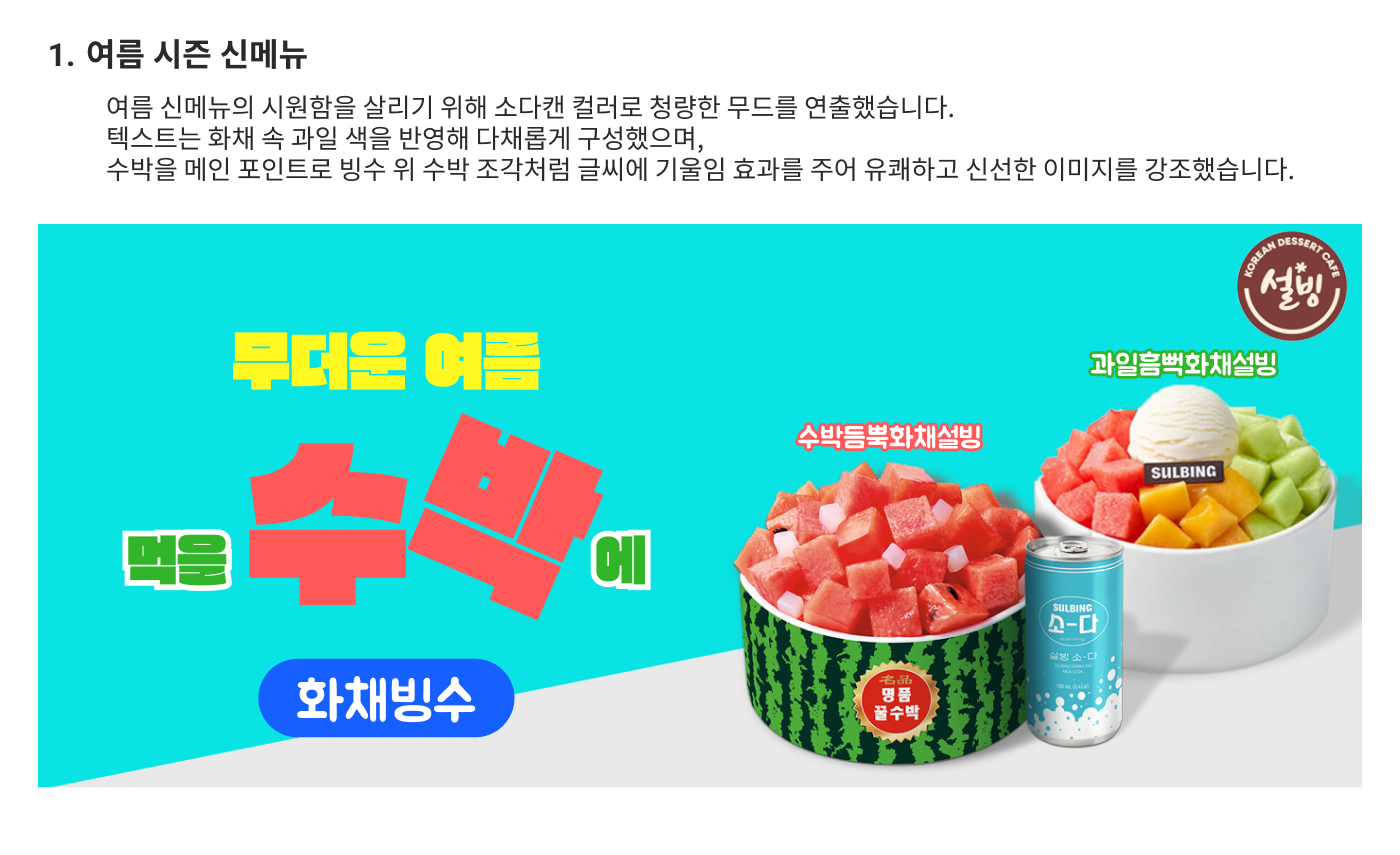 1. 여름 시즌 신메뉴
여름 신메뉴의 시원함을 살리기 위해 소다캔 컬러로 청량한 무드를 연출했습니다.
텍스트는 화채 속 과일 색을 반영해 다채롭게 구성했으며,
수박을 메인 포인트로 빙수 위 수박 조각처럼 글씨에 기울임 효과를 주어 유쾌하고 신선한 이미지를 강조했습니다.
무더운 여름
먹을 수박에
화채빙수
KOREAN DESSERT CAFE
설빙
과일흠뻑화채설빙
SULBING
수박듬뿍화채설빙
名品
명품
꿀수박
SULBING
소-다
설빙 소-다